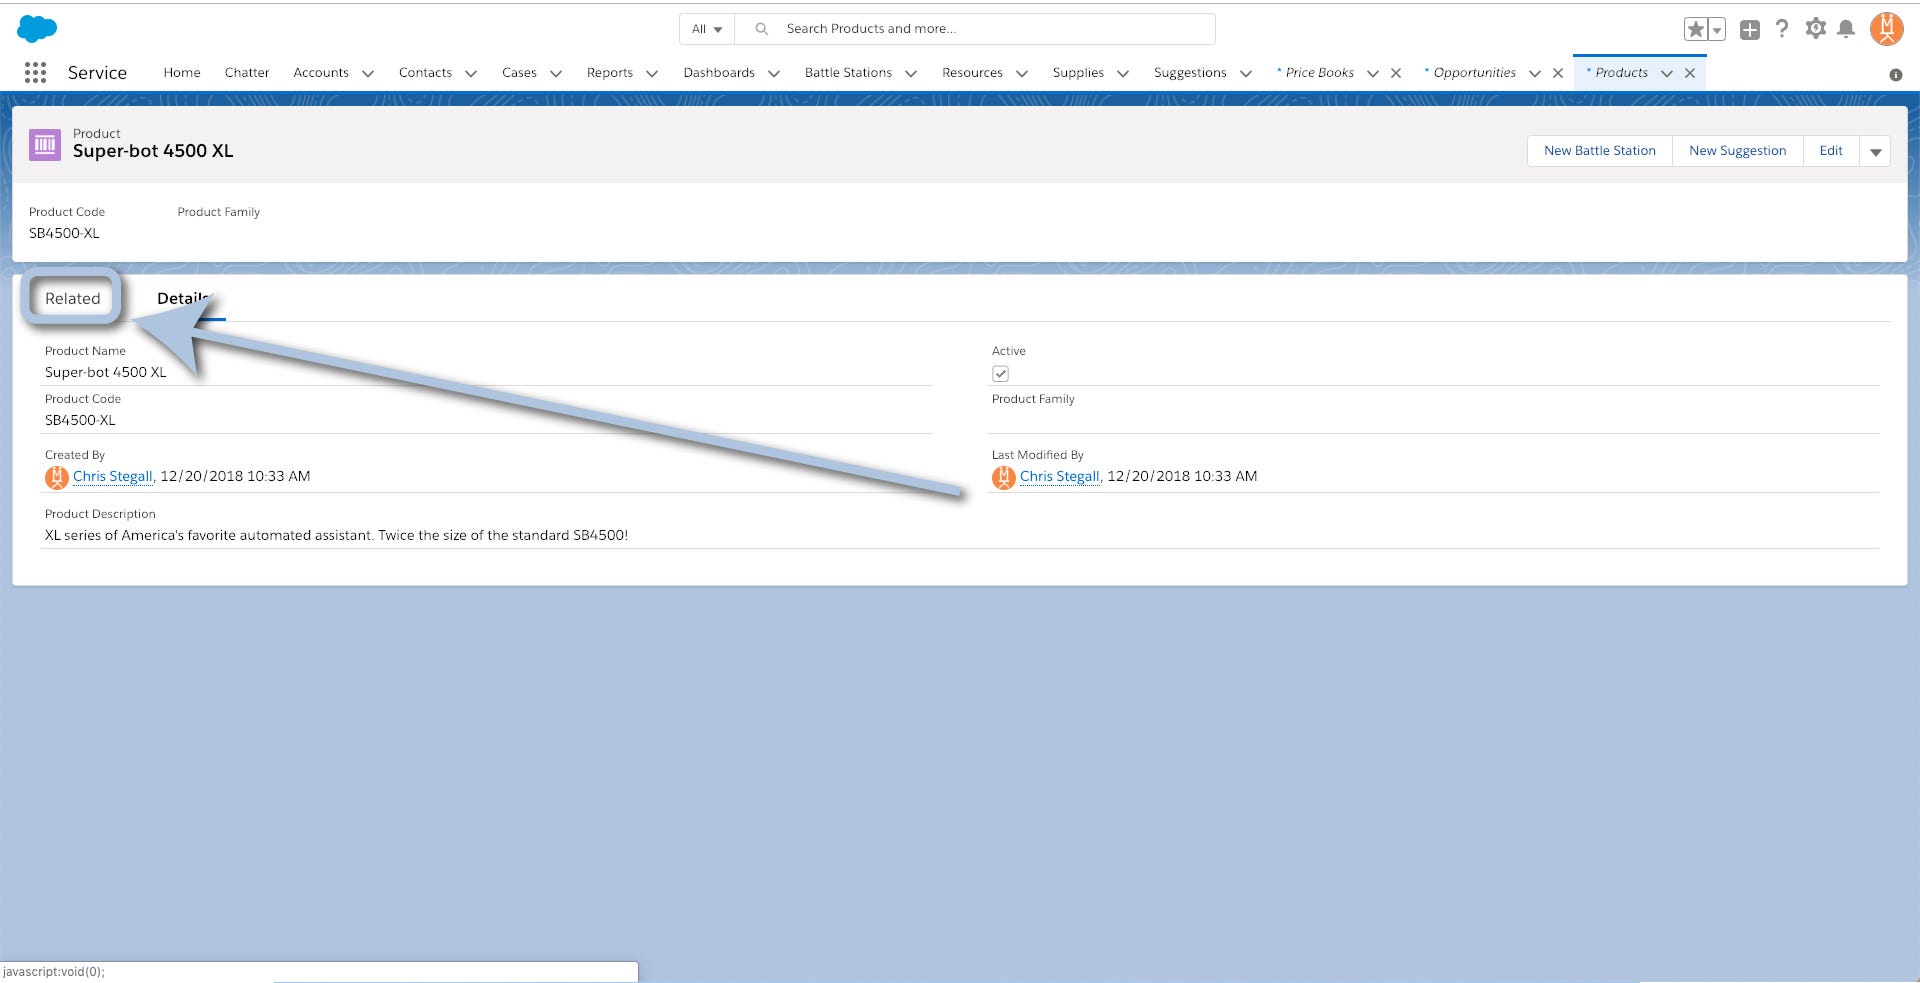 All Search Products and more...
Service Home Chatter Accounts Contacts Cases Reports Dashboards Battle Stations Resources Supplies Suggestions * Price Books * Opportunities * Products
Product
Super-bot 4500 XL
New Battle Station New Suggestion Edit
Product Code Product Family
SB4500-XL
Related Details
Product Name Active
Super-bot 4500 XL
Product Code Product Family
SB4500-XL
Created By Last Modified By
Chris Stegall, 12/20/2018 10:33 AM Chris Stegall, 12/20/2018 10:33 AM
Product Description
XL series of America's favorite automated assistant. Twice the size of the standard SB4500!
javascript:void(0);